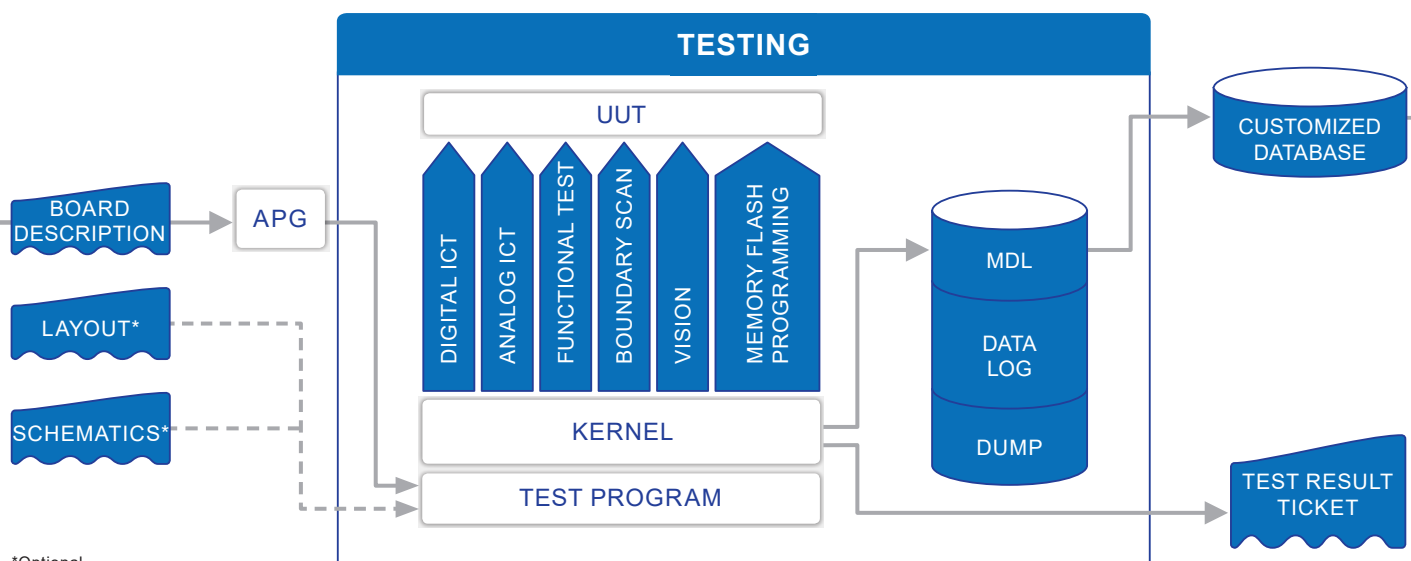 TESTING
UUT
CUSTOMIZED
DATABASE
BOARD
DESCRIPTION
APG
DIGITAL ICT
ANALOG ICT
FUNCTIONAL TEST
BOUNDARY SCAN
VISION
MEMORY FLASH
PROGRAMMING
MDL
LAYOUT*
DATA
LOG
SCHEMATICS*
KERNEL
DUMP
TEST PROGRAM
TEST RESULT
TICKET
*Optional